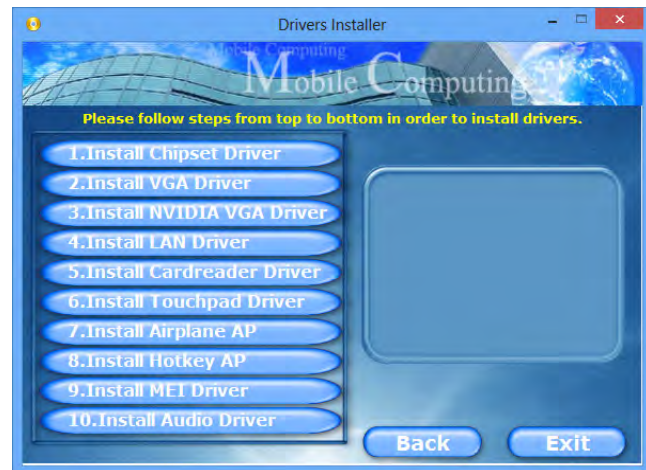 Drivers Installer
Mobile Computing
Mobile Computing
Please follow steps from top to bottom in order to install drivers.
1.Install Chipset Driver
2.Install VGA Driver
3.Install NVIDIA VGA Driver
4.Install LAN Driver
5.Install Cardreader Driver
6.Install Touchpad Driver
7.Install Airplane AP
8.Install Hotkey AP
9.Install MEI Driver
10.Install Audio Driver
Back
Exit